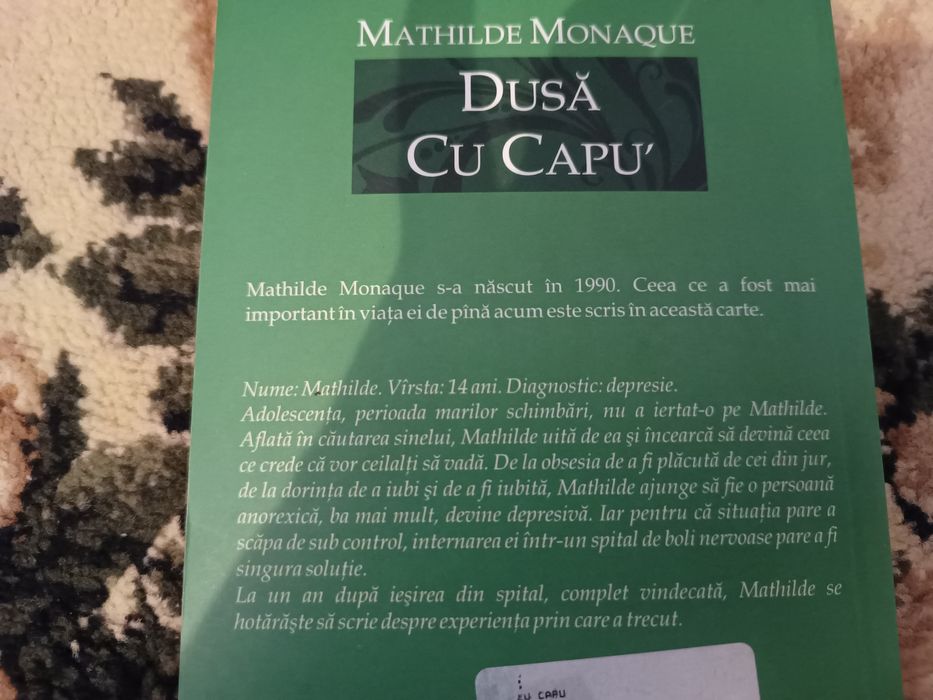 MATHILDE MONAQUE
DUSĂ
CU CAPU'
Mathilde Monaque s-a născut în 1990. Ceea ce a fost mai
important în viața ei de pînă acum este scris în această carte.
Nume: Mathilde. Vîrsta: 14 ani. Diagnostic: depresie.
Adolescența, perioada marilor schimbări, nu a iertat-o pe Mathilde.
Aflată în căutarea sinelui, Mathilde uită de ea şi încearcă să devină ceea
ce crede că vor ceilalți să vadă. De la obsesia de a fi plăcută de cei din jur,
de la dorința de a iubi şi de a fi iubită, Mathilde ajunge să fie o persoană
anorexică, ba mai mult, devine depresivă. Iar pentru că situația pare a
scăpa de sub control, internarea ei într-un spital de boli nervoase pare a fi
singura soluție.
La un an după ieşirea din spital, complet vindecată, Mathilde se
hotărăşte să scrie despre experiența prin care a trecut.
CU CAPU